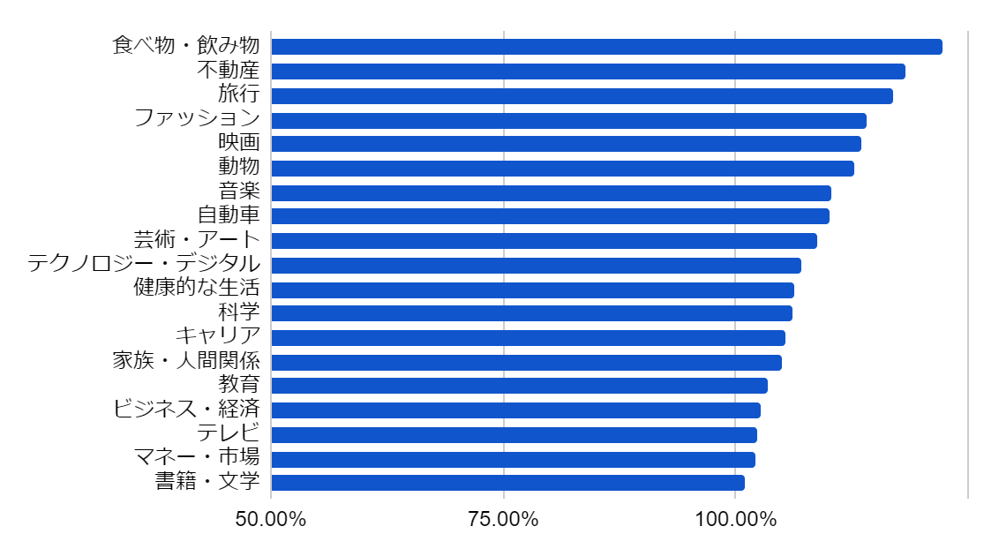 食べ物・飲み物
不動産
旅行
ファッション
映画
動物
音楽
自動車
芸術・アート
テクノロジー・デジタル
健康的な生活
科学
キャリア
家族・人間関係
教育
ビジネス・経済
テレビ
マネー・市場
書籍・文学
50.00%
75.00%
100.00%